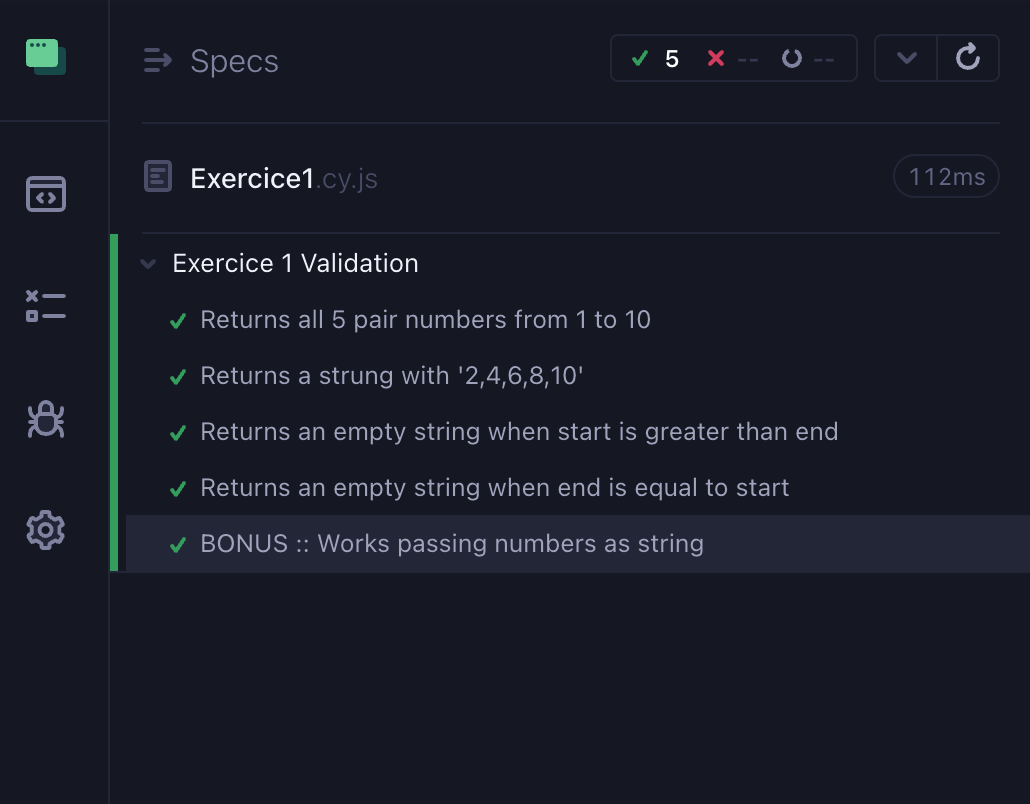 Specs
5 -- --
Exercice1.cy.js
112ms
Exercice 1 Validation
Returns all 5 pair numbers from 1 to 10
Returns a strung with '2,4,6,8,10'
Returns an empty string when start is greater than end
Returns an empty string when end is equal to start
BONUS :: Works passing numbers as string